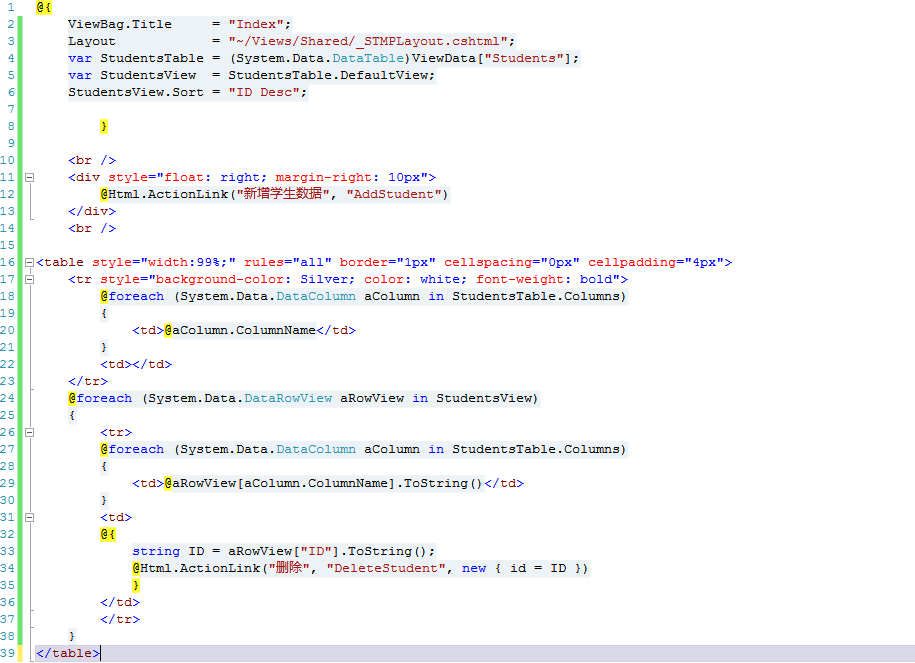 1 @{
2 ViewBag.Title = "Index";
3 Layout = "~/Views/Shared/_STMPLayout.cshtml";
4 var StudentsTable = (System.Data.DataTable)ViewData["Students"];
5 var StudentsView = StudentsTable.DefaultView;
6 StudentsView.Sort = "ID Desc";
7
8 }
9
10 <br />
11 <div style="float: right; margin-right: 10px">
12 @Html.ActionLink("新增学生数据", "AddStudent")
13 </div>
14 <br />
15
16 <table style="width:99%;" rules="all" border="1px" cellspacing="0px" cellpadding="4px">
17 <tr style="background-color: Silver; color: white; font-weight: bold">
18 @foreach (System.Data.DataColumn aColumn in StudentsTable.Columns)
19 {
20 <td>@aColumn.ColumnName</td>
21 }
22 <td></td>
23 </tr>
24 @foreach (System.Data.DataRowView aRowView in StudentsView)
25 {
26 <tr>
27 @foreach (System.Data.DataColumn aColumn in StudentsTable.Columns)
28 {
29 <td>@aRowView[aColumn.ColumnName].ToString()</td>
30 }
31 <td>
32 @{
33 string ID = aRowView["ID"].ToString();
34 @Html.ActionLink("删除", "DeleteStudent", new { id = ID })
35 }
36 </td>
37 </tr>
38 }
39 </table>